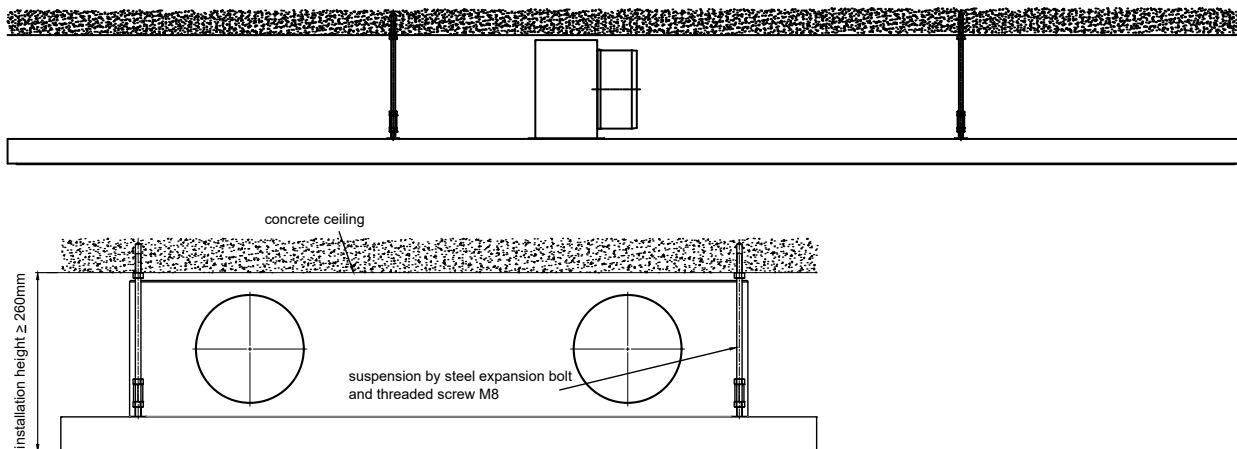 concrete ceiling
installation height ≥ 260mm
suspension by steel expansion bolt
and threaded screw M8